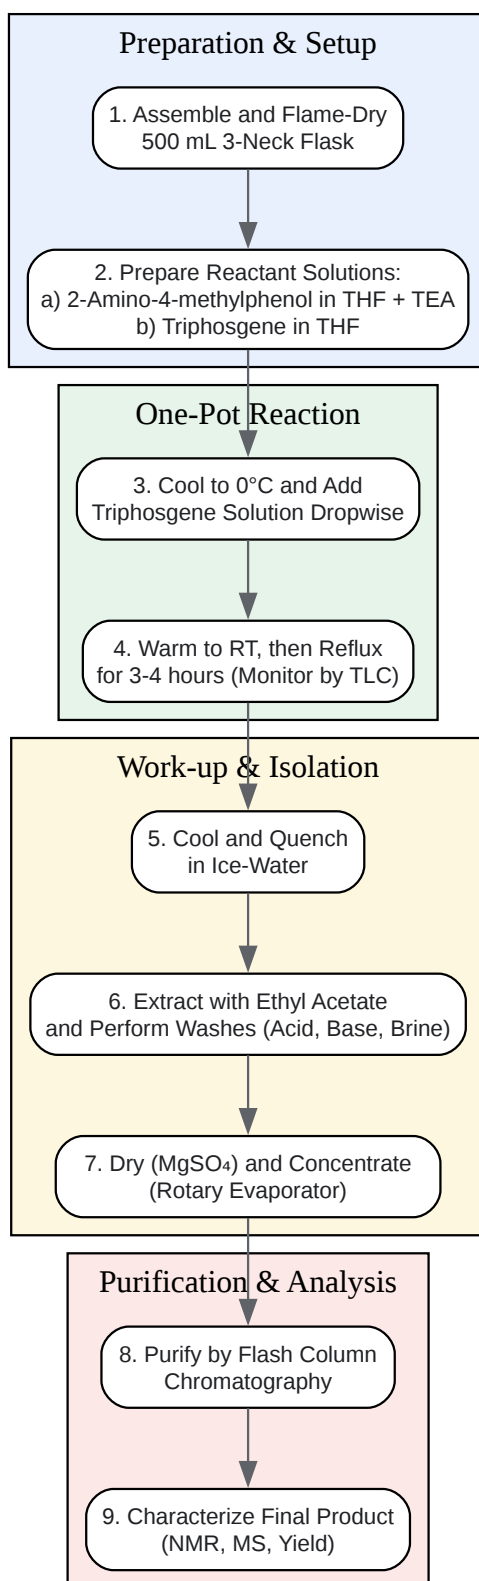 Preparation & Setup
1. Assemble and Flame-Dry
500 mL 3-Neck Flask
2. Prepare Reactant Solutions:
a) 2-Amino-4-methylphenol in THF + TEA
b) Triphosgene in THF
One-Pot Reaction
3. Cool to 0°C and Add
Triphosgene Solution Dropwise
4. Warm to RT, then Reflux
for 3-4 hours (Monitor by TLC)
Work-up & Isolation
5. Cool and Quench
in Ice-Water
6. Extract with Ethyl Acetate
and Perform Washes (Acid, Base, Brine)
7. Dry (MgSO₄) and Concentrate
(Rotary Evaporator)
Purification & Analysis
8. Purify by Flash Column
Chromatography
9. Characterize Final Product
(NMR, MS, Yield)